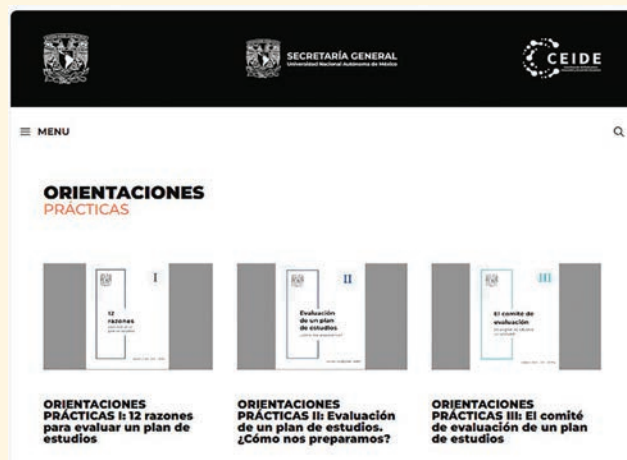 SECRETARÍA GENERAL
Universidad Nacional Autónoma de México
CEIDE
MENU
ORIENTACIONES
PRÁCTICAS
I
12
razones
II
Evaluación
de un plan
de estudios
¿Cómo nos preparamos?
III
El comité de
evaluación
ORIENTACIONES
PRÁCTICAS I: 12 razones
para evaluar un plan de
estudios
ORIENTACIONES
PRÁCTICAS II: Evaluación
de un plan de estudios.
¿Cómo nos preparamos?
ORIENTACIONES
PRÁCTICAS III: El comité
de evaluación de un plan
de estudios